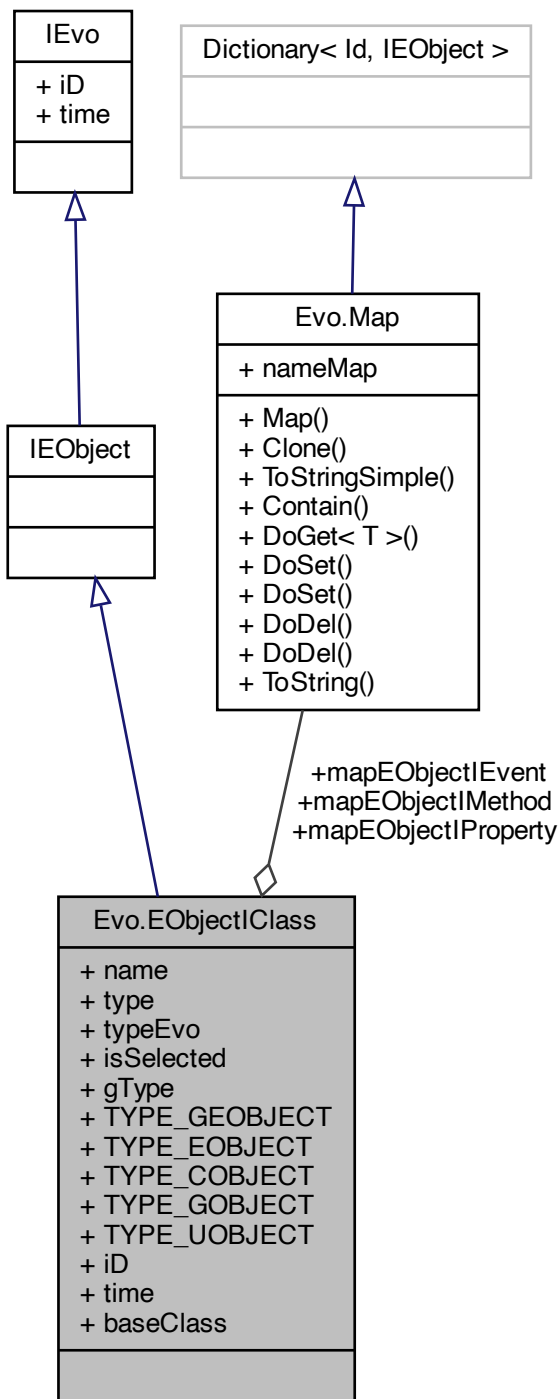 IEvo
+ iD
+ time
Dictionary< Id, IEObject >
Evo.Map
+ nameMap
+ Map()
+ Clone()
+ ToStringSimple()
+ Contain()
+ DoGet< T >()
+ DoSet()
+ DoSet()
+ DoDel()
+ DoDel()
+ ToString()
IEObject
+mapEObjectIEvent
+mapEObjectIMethod
+mapEObjectIProperty
Evo.EObjectIClass
+ name
+ type
+ typeEvo
+ isSelected
+ gType
+ TYPE_GEOBJECT
+ TYPE_EOBJECT
+ TYPE_COBJECT
+ TYPE_GOBJECT
+ TYPE_UOBJECT
+ iD
+ time
+ baseClass